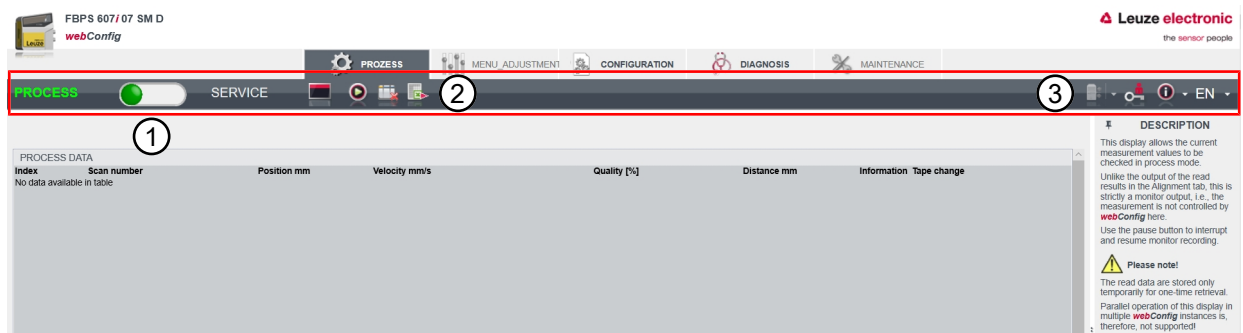 FBPS 607i 07 SM D
webConfig
Leuze
Leuze electronic
the sensor people
PROZESS
MENU_ADJUSTMENT
CONFIGURATION
DIAGNOSIS
MAINTENANCE
PROCESS
SERVICE
2
3
EN
1
DESCRIPTION
This display allows the current
measurement values to be
checked in process mode.
Unlike the output of the read
results in the Alignment tab, this is
strictly a monitor output, i.e., the
measurement is not controlled by
webConfig here.
Use the pause button to interrupt
and resume monitor recording.
Please note!
The read data are stored only
temporarily for one-time retrieval.
Parallel operation of this display in
multiple webConfig instances is,
therefore, not supported!
PROCESS DATA
Index Scan number Position mm Velocity mm/s Quality [%] Distance mm Information Tape change
No data available in table